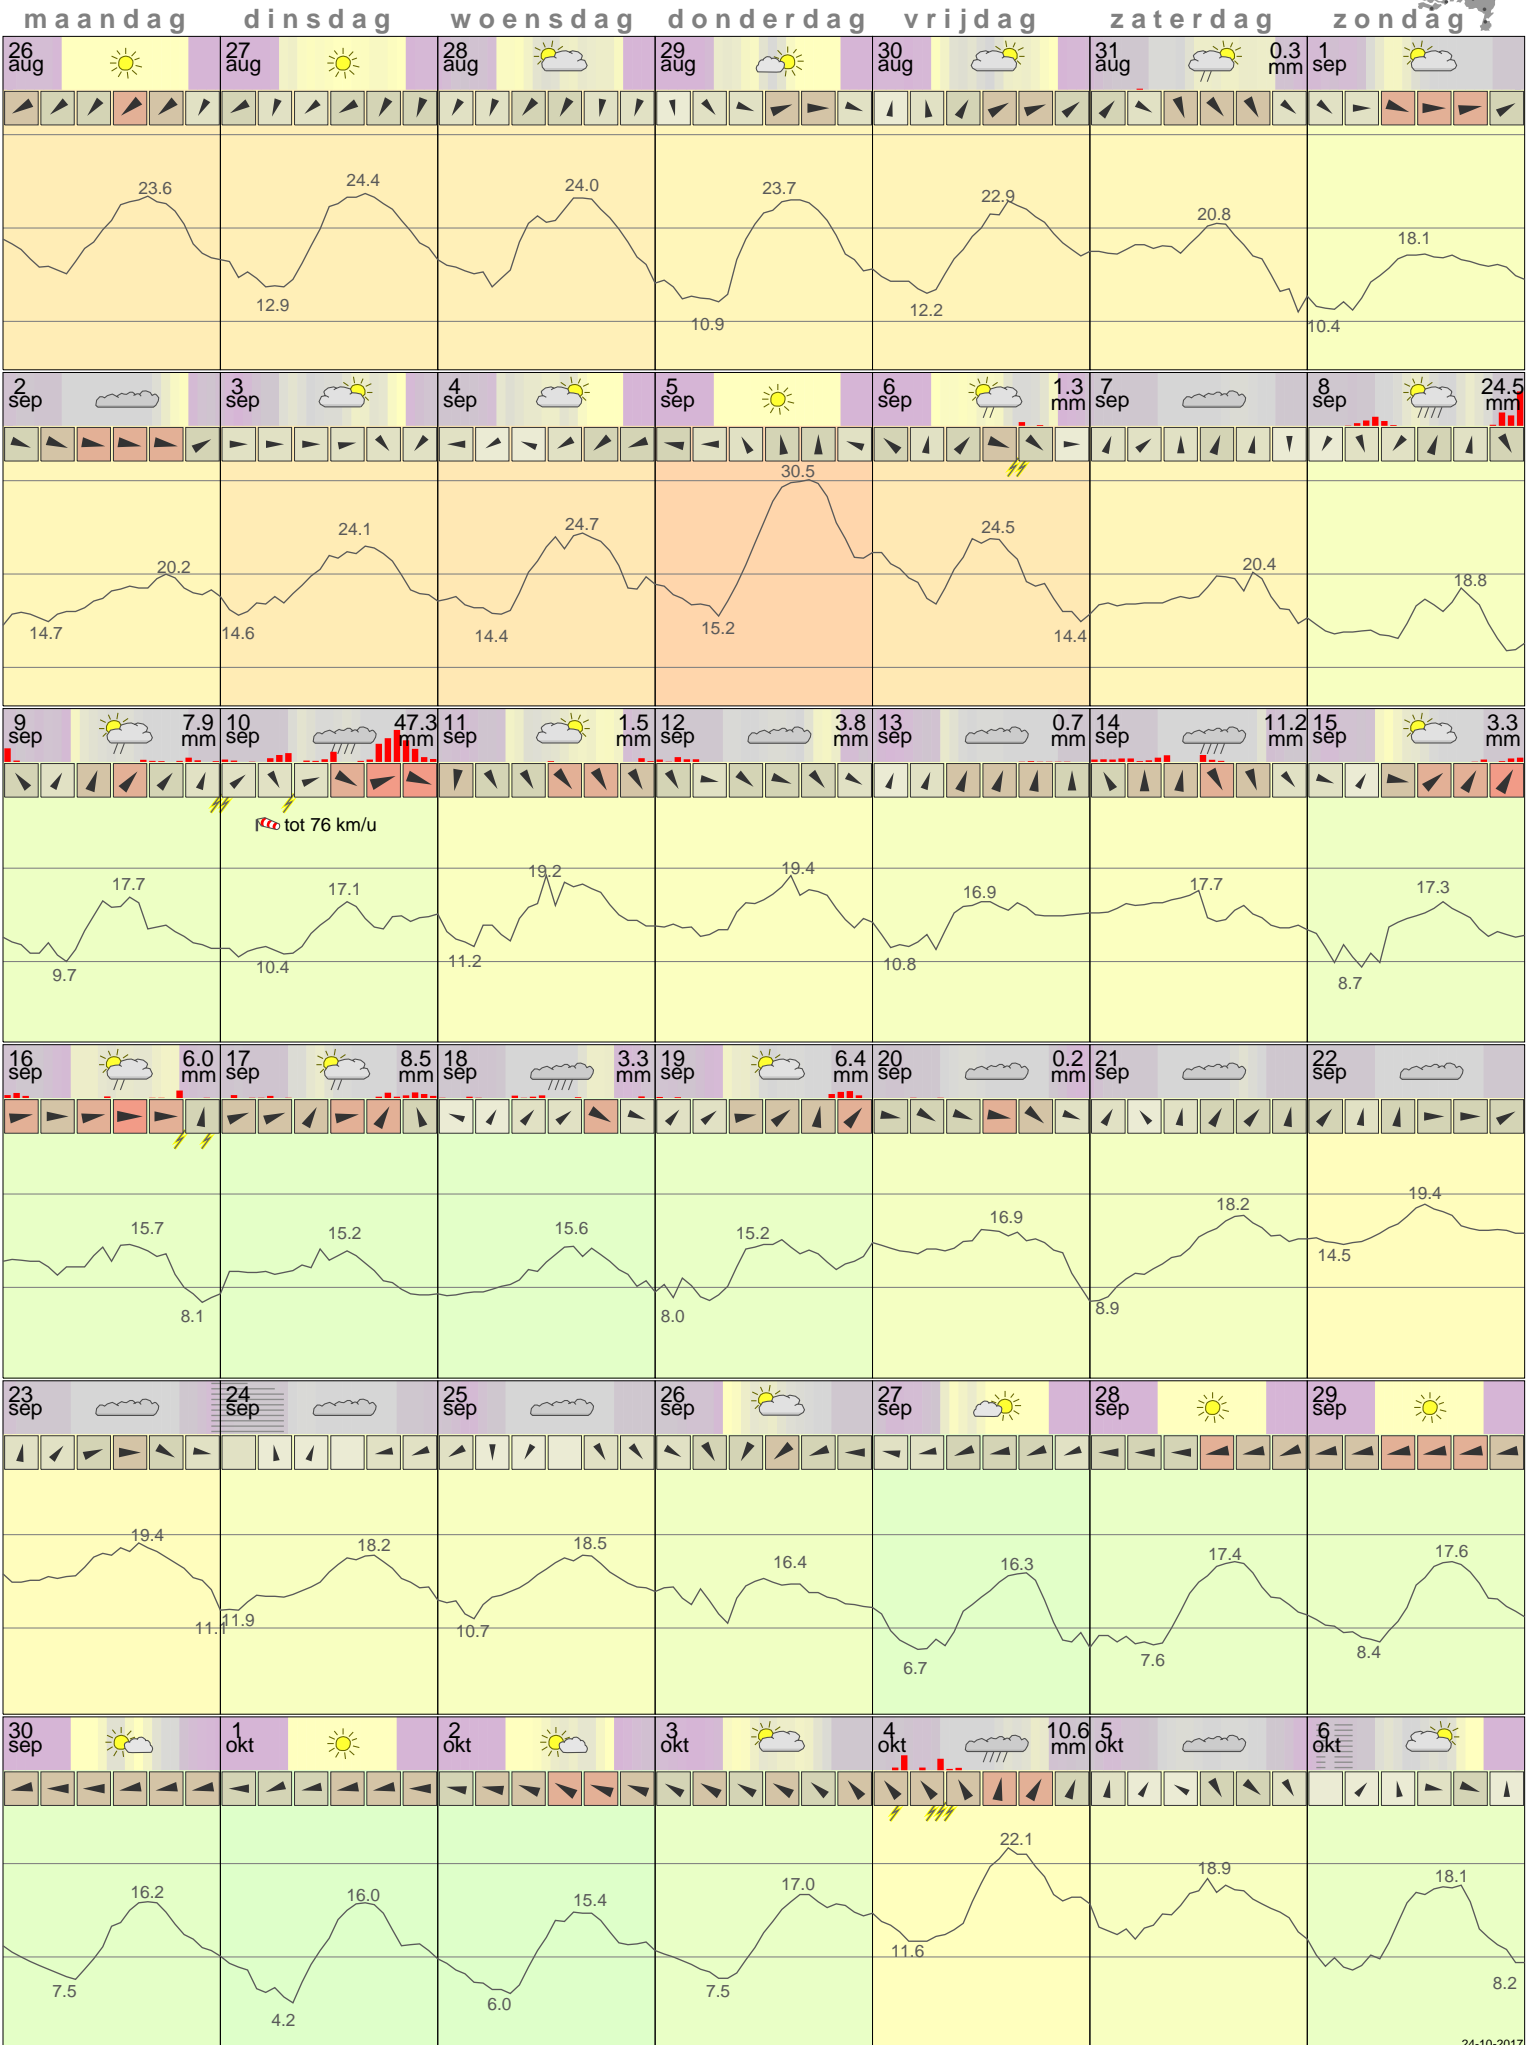 maandag dinsdag woensdag donderdag vrijdag zaterdag zondag
26 27 28 29 30 31 0.3 1
aug aug aug aug aug aug mm sep
23.6 24.4 24.0 23.7 22.9 20.8 18.1
12.9 10.9 12.2 10.4
2 3 4 5 6 1.3 7 8 24.5
sep sep sep sep sep mm sep sep mm
20.2 24.1 24.7 30.5 24.5 20.4 18.8
14.7 14.6 14.4 15.2 14.4
9 7.9 10 47.3 11 1.5 12 3.8 13 0.7 14 11.2 15 3.3
sep mm sep mm sep mm sep mm sep mm sep mm sep mm
tot 76 km/u
17.7 17.1 19.2 19.4 16.9 17.7 17.3
9.7 10.4 11.2 10.8 8.7
16 6.0 17 8.5 18 3.3 19 6.4 20 0.2 21 22
sep mm sep mm sep mm sep mm sep mm sep sep
15.7 15.2 15.6 15.2 16.9 18.2 19.4
8.1 8.0 8.9 14.5
23 24 25 26 27 28 29
sep sep sep sep sep sep sep
19.4 18.2 18.5 16.4 16.3 17.4 17.6
11.1 11.9 10.7 6.7 7.6 8.4
30 1 2 3 4 10.6 5 6
sep okt okt okt okt mm okt okt
16.2 16.0 15.4 17.0 22.1 18.9 18.1
7.5 4.2 6.0 7.5 11.6 8.2
24-10-2017